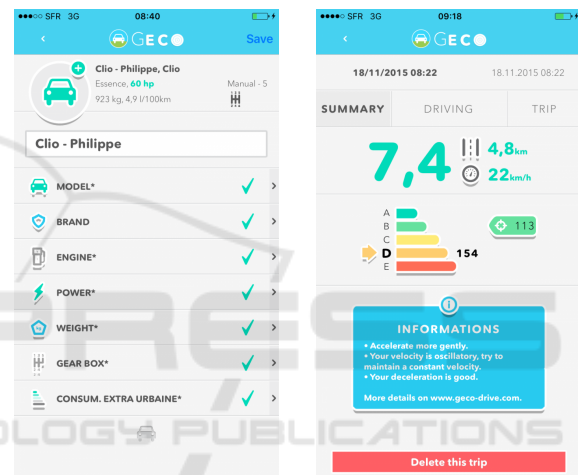 SFR 3G 08:40
GECO Save
Clio - Philippe, Clio
Essence, 60 hp Manual - 5
923 kg, 4,9 l/100km
Clio - Philippe
MODEL*
BRAND
ENGINE*
POWER*
WEIGHT*
GEAR BOX*
CONSUM. EXTRA URBAINE*
SFR 3G 09:18
GECO
18/11/2015 08:22 18.11.2015 08:22
SUMMARY DRIVING TRIP
7,4 4,8km
22km/h
A
B 113
C
D 154
E
INFORMATIONS
• Accelerate more gently.
• Your velocity is oscillatory, try to
maintain a constant velocity.
• Your deceleration is good.
More details on www.geco-drive.com.
Delete this trip
PRESS
LOGY PUBLICATIONS